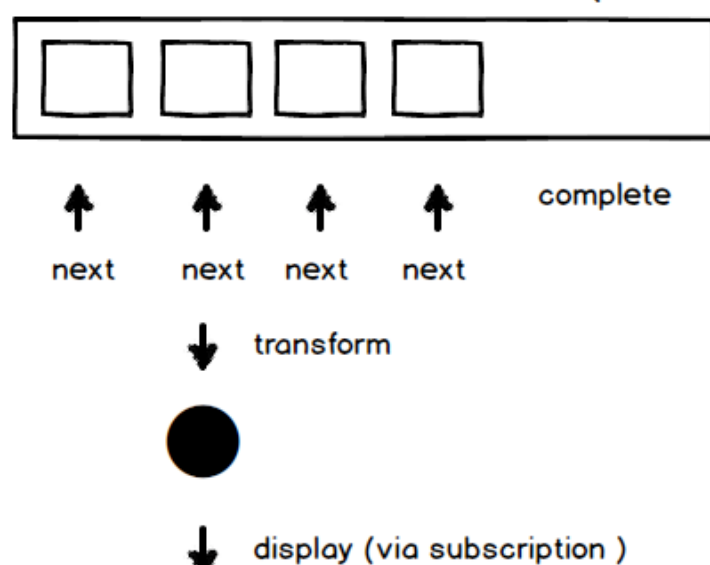 complete
next next next next
transform
display (via subscription )